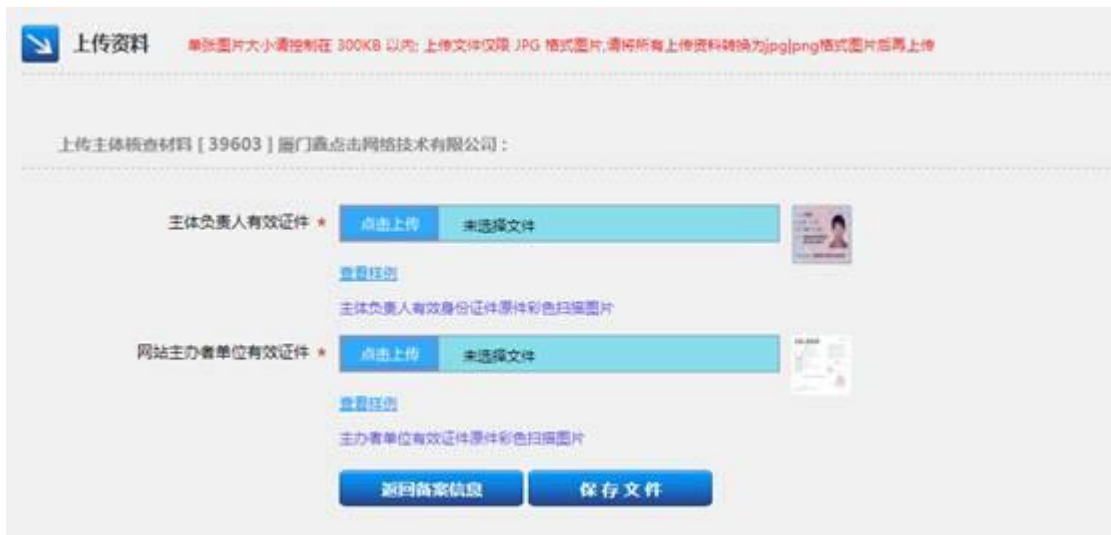 上传资料
单张图片大小请控制在 300KB 以内; 上传文件仅限 JPG 格式图片,请将所有上传资料转换为jpg|png格式图片后再上传
上传主体核查材料 [ 39603 ] 厦门鑫点击网络技术有限公司 :
主体负责人有效证件 * 点击上传 未选择文件
查看样例
主体负责人有效身份证件原件彩色扫描图片
网站主办者单位有效证件 * 点击上传 未选择文件
查看样例
主办者单位有效证件原件彩色扫描图片
返回备案信息 保存文件